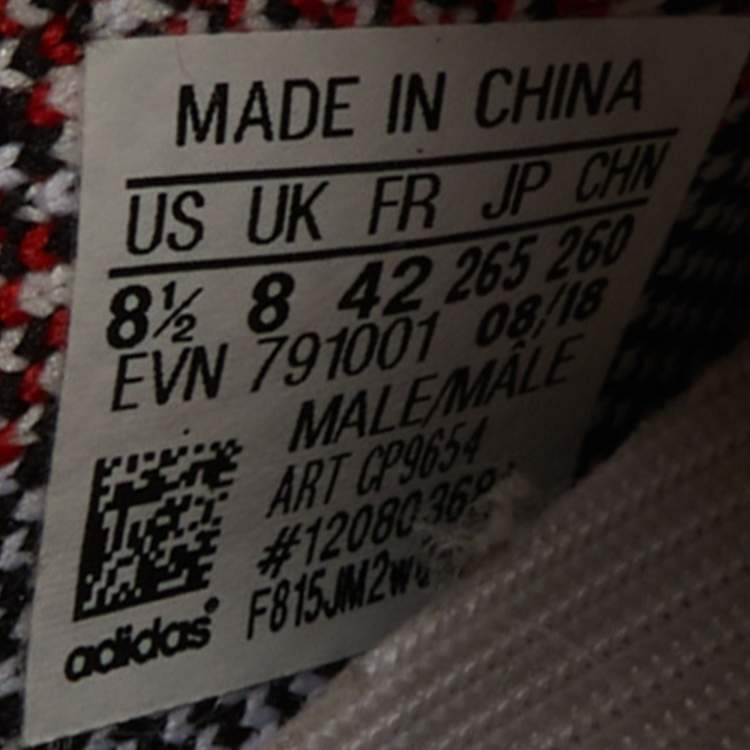 MADE IN CHINA
US UK FR JP CHN
8½ 8 42 265 260
EVN 791001 08/18
MALE/MÂLE
ART CP9654
adidas®